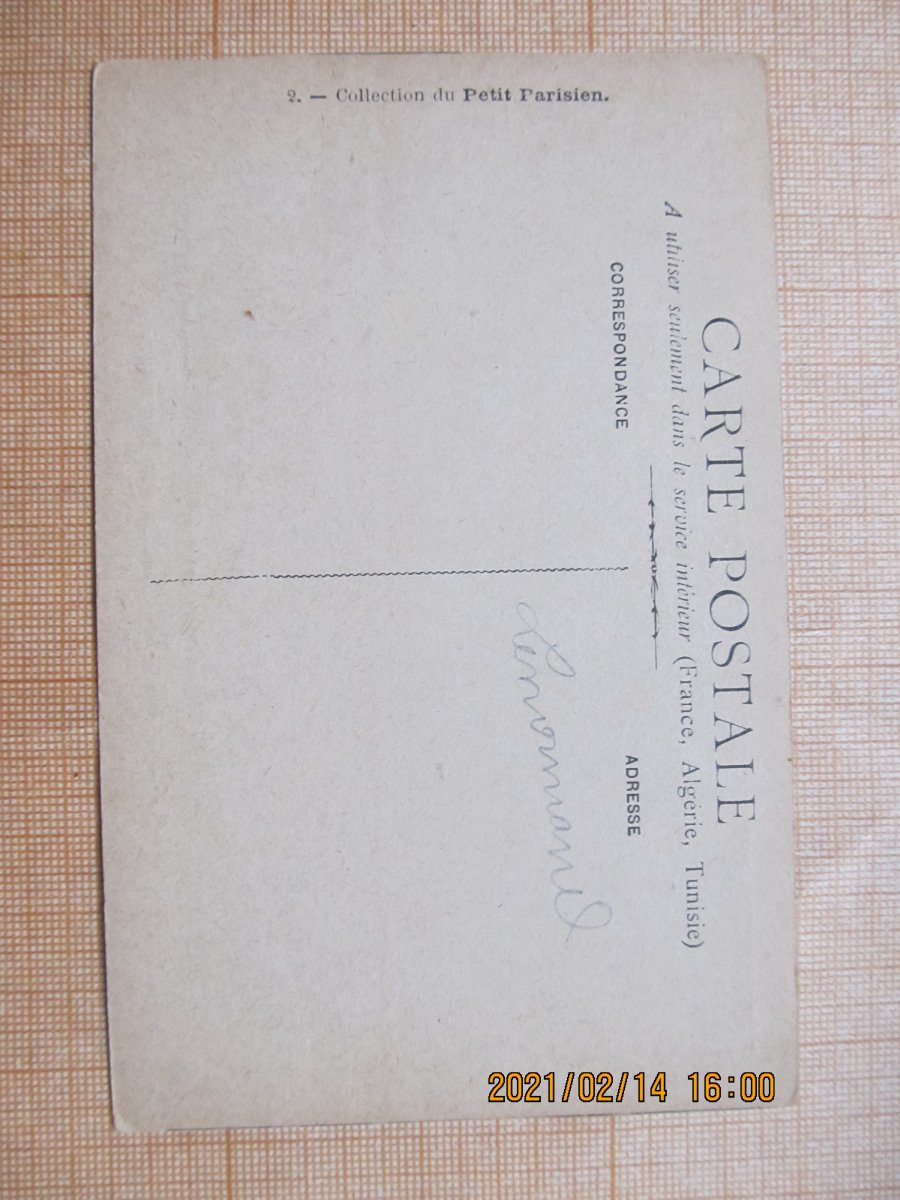 2. — Collection du Petit Parisien.
CARTE POSTALE
A utiliser seulement dans le service intérieur (France, Algérie, Tunisie)
CORRESPONDANCE
ADRESSE
Lenormand
2021/02/14 16:00